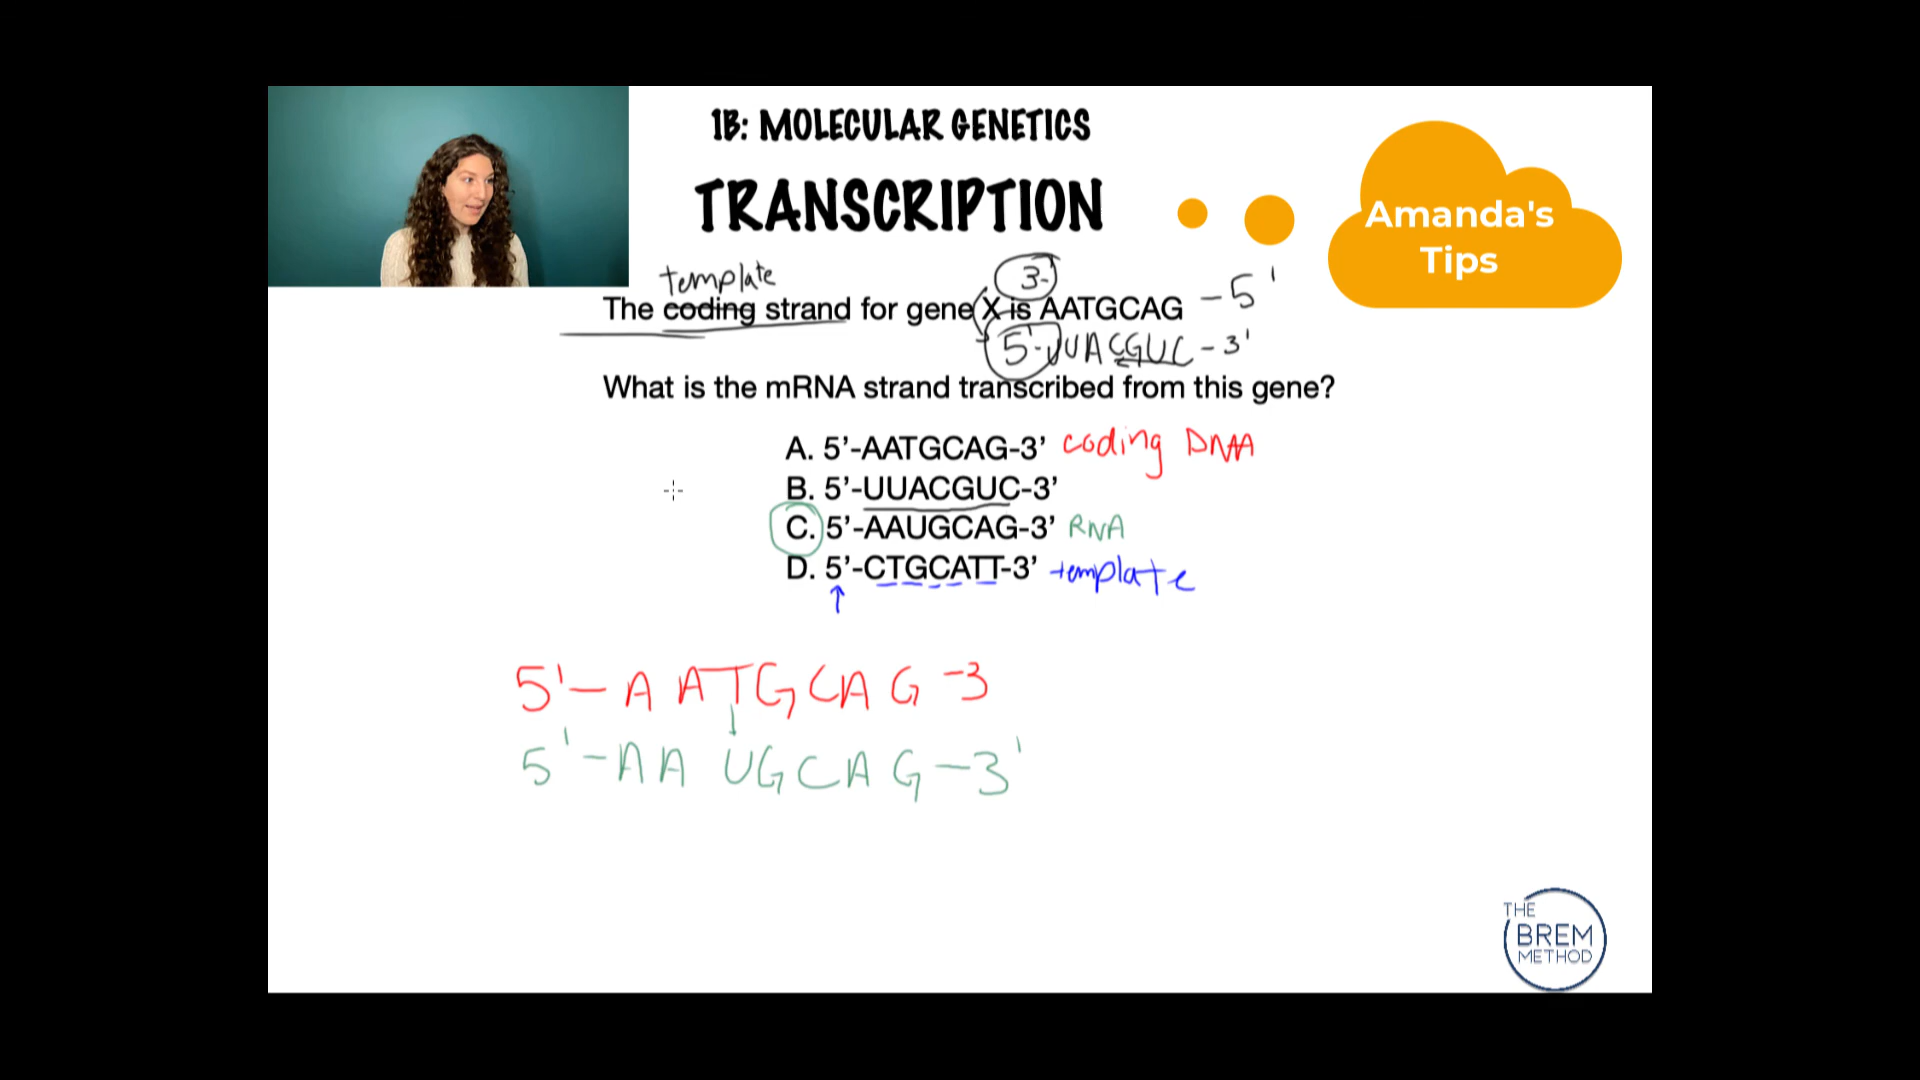 1B: MOLECULAR GENETICS
TRANSCRIPTION
Amanda's
Tips
template
3-'
The coding strand for gene X is AATGCAG -5'
5'-UUACGUC-3'
What is the mRNA strand transcribed from this gene?
A. 5’-AATGCAG-3’ coding DNA
B. 5’-UUACGUC-3’
C. 5’-AAUGCAG-3’ RNA
D. 5’-CTGCATT-3’ template
5'-AATGCAG-3
5'-AAUGCAG-3'
THE
BREM
METHOD